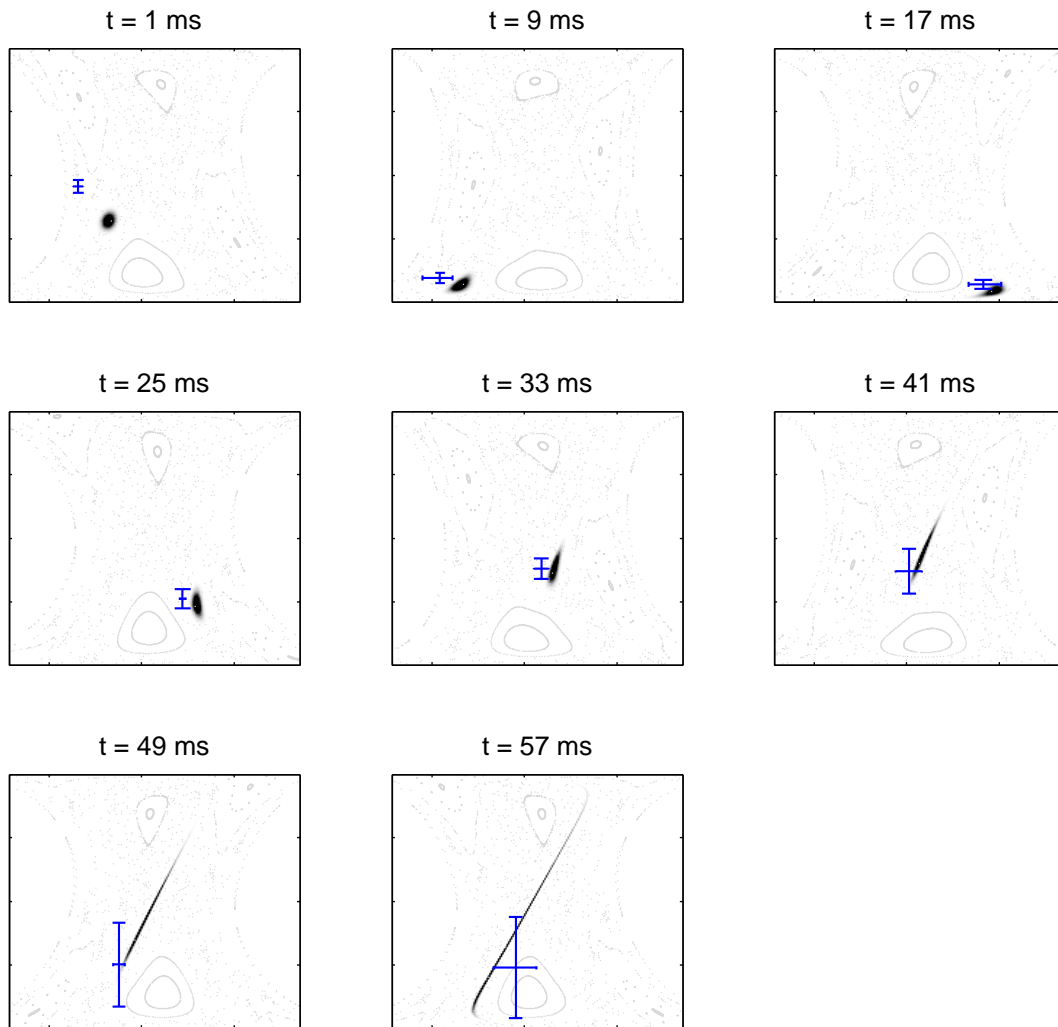 t = 1 ms
t = 9 ms
t = 17 ms
t = 25 ms
t = 33 ms
t = 41 ms
t = 49 ms
t = 57 ms